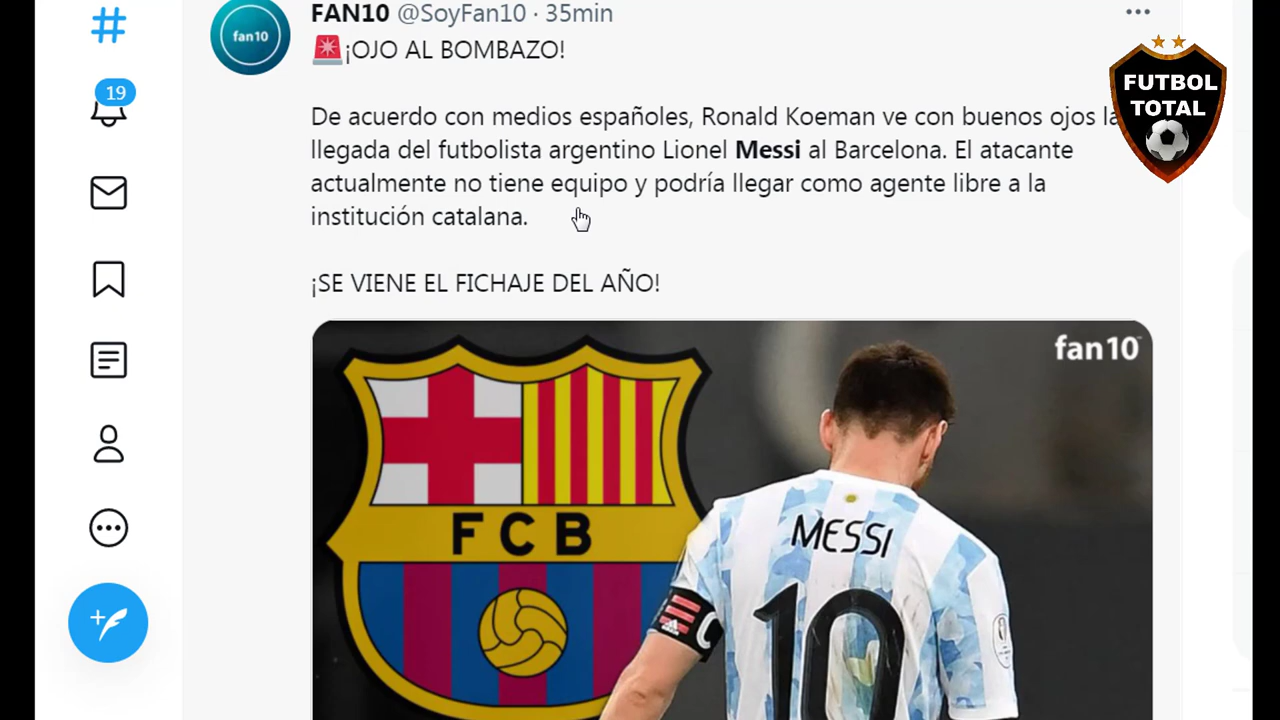 FAN10 @SoyFan10 · 35min
fan10
¡OJO AL BOMBAZO!
19
FUTBOL
TOTAL
De acuerdo con medios españoles, Ronald Koeman ve con buenos ojos la
llegada del futbolista argentino Lionel Messi al Barcelona. El atacante
actualmente no tiene equipo y podría llegar como agente libre a la
institución catalana.
¡SE VIENE EL FICHAJE DEL AÑO!
fan10
FCB
MESSI
10
C